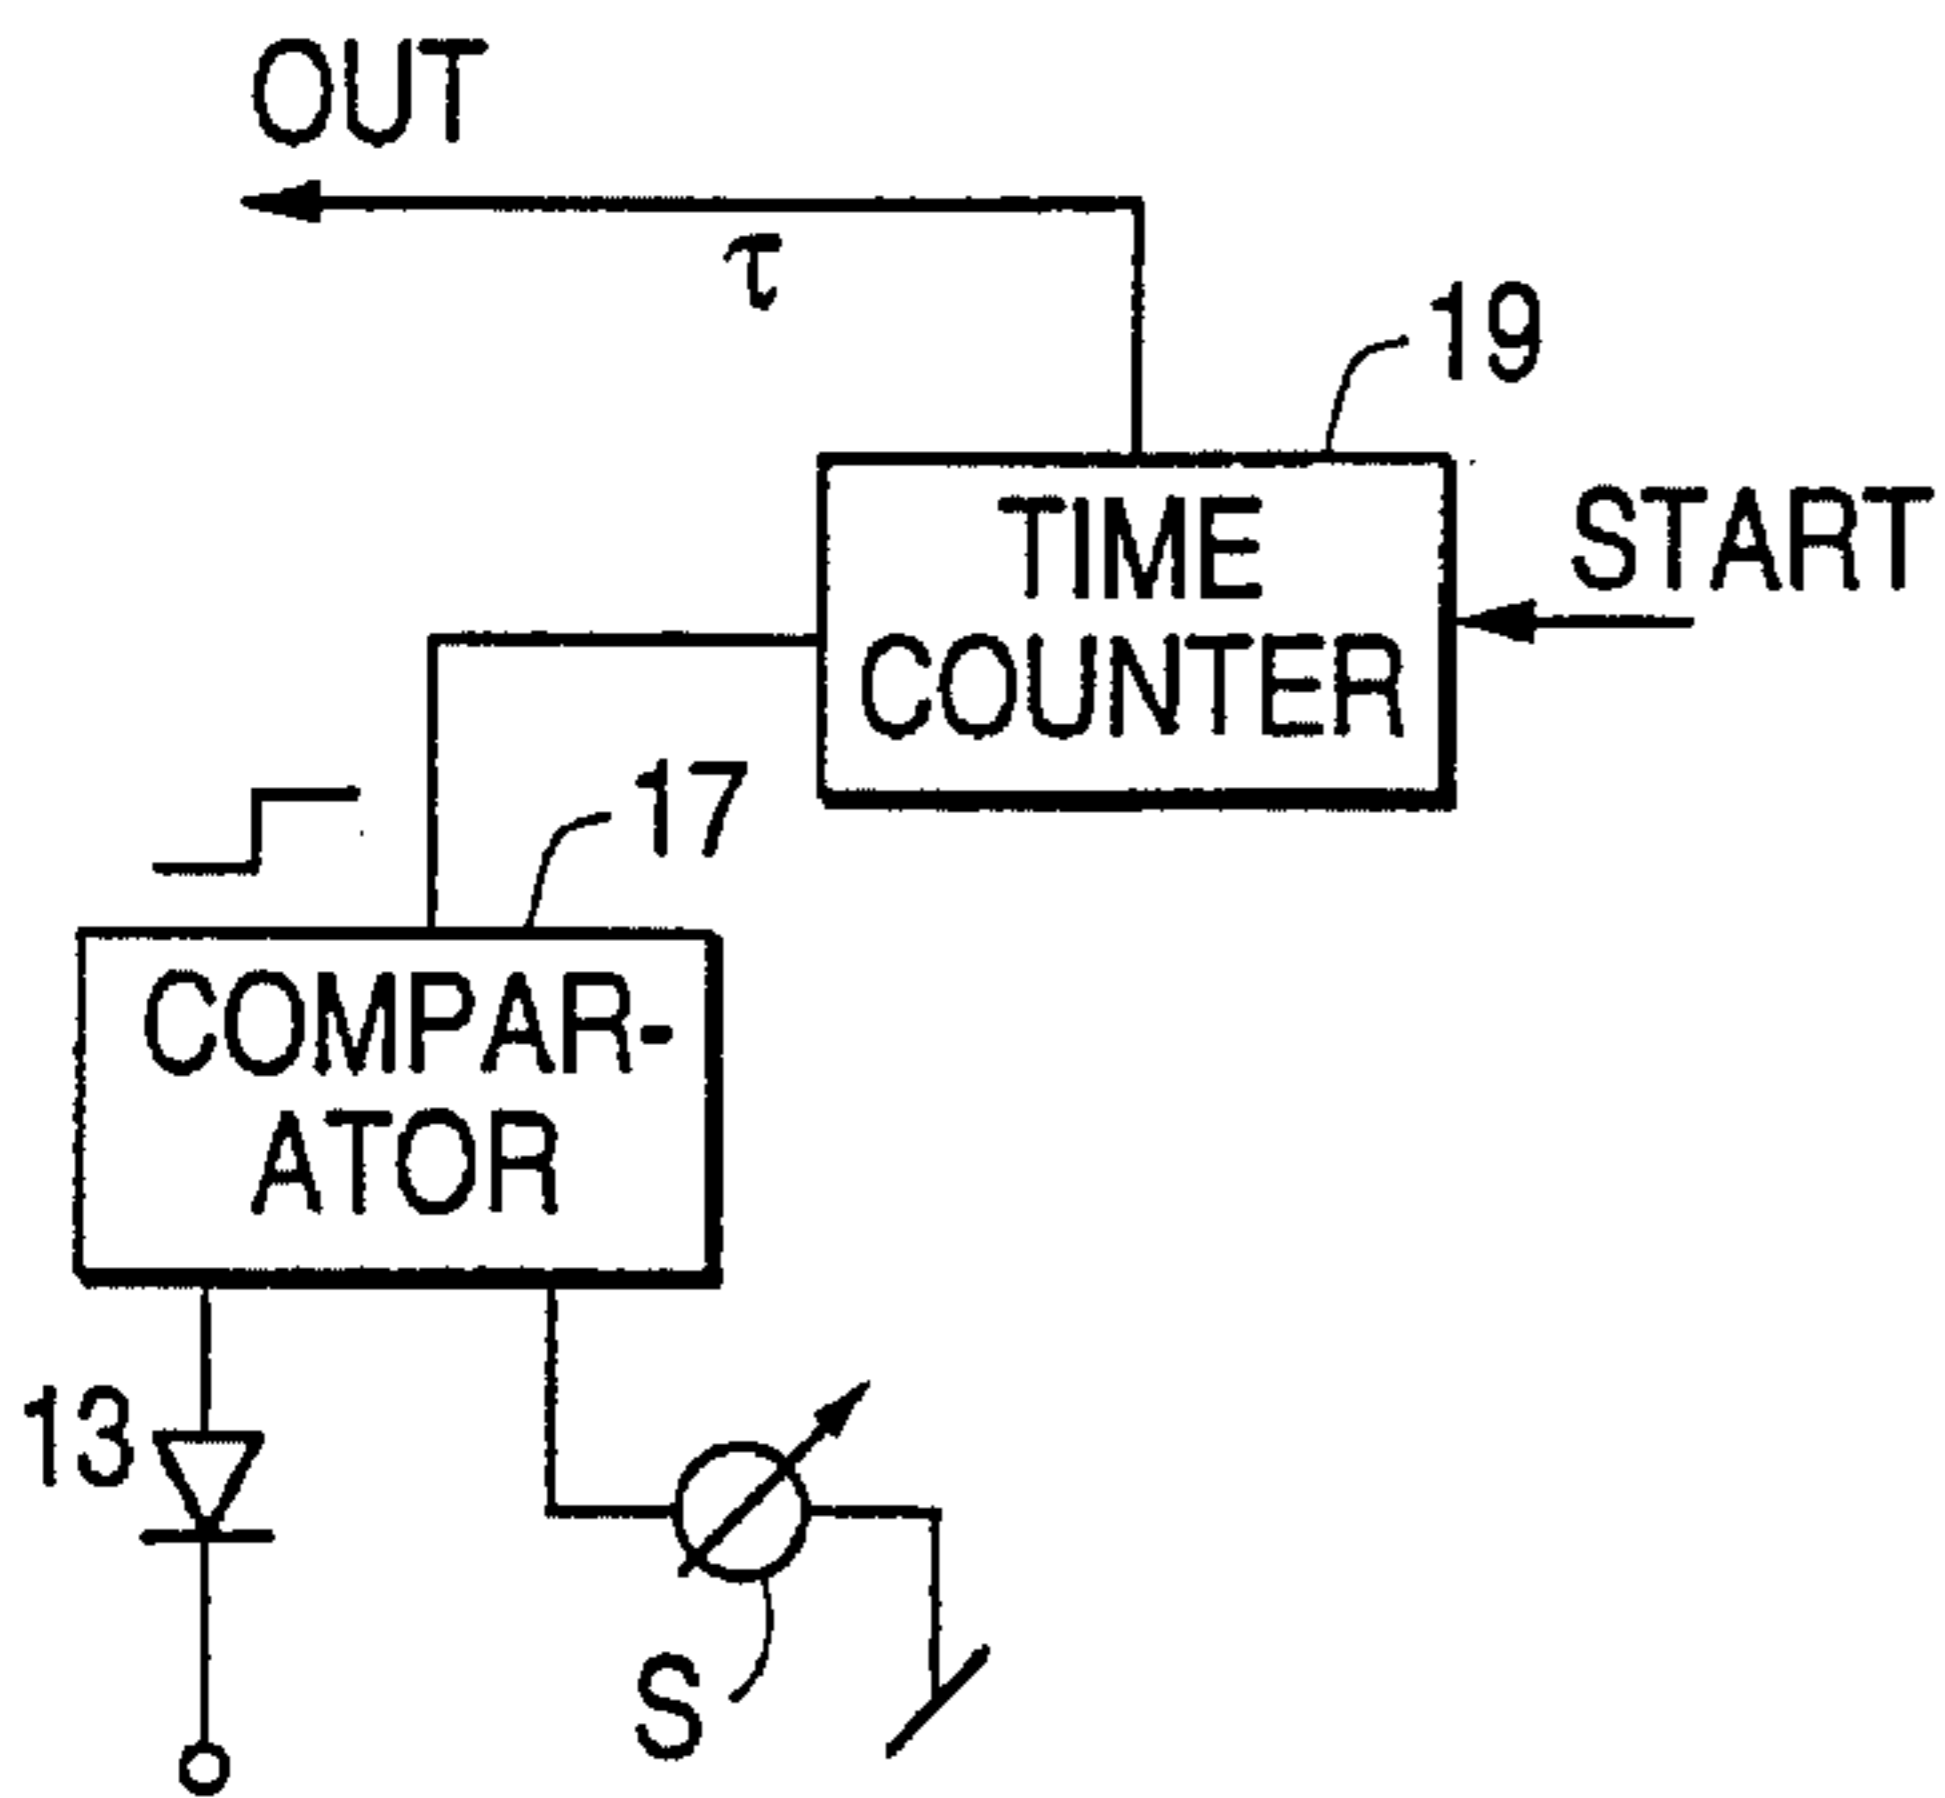 OUT
τ
19
START
TIME
COUNTER
17
COMPAR-
ATOR
13
S